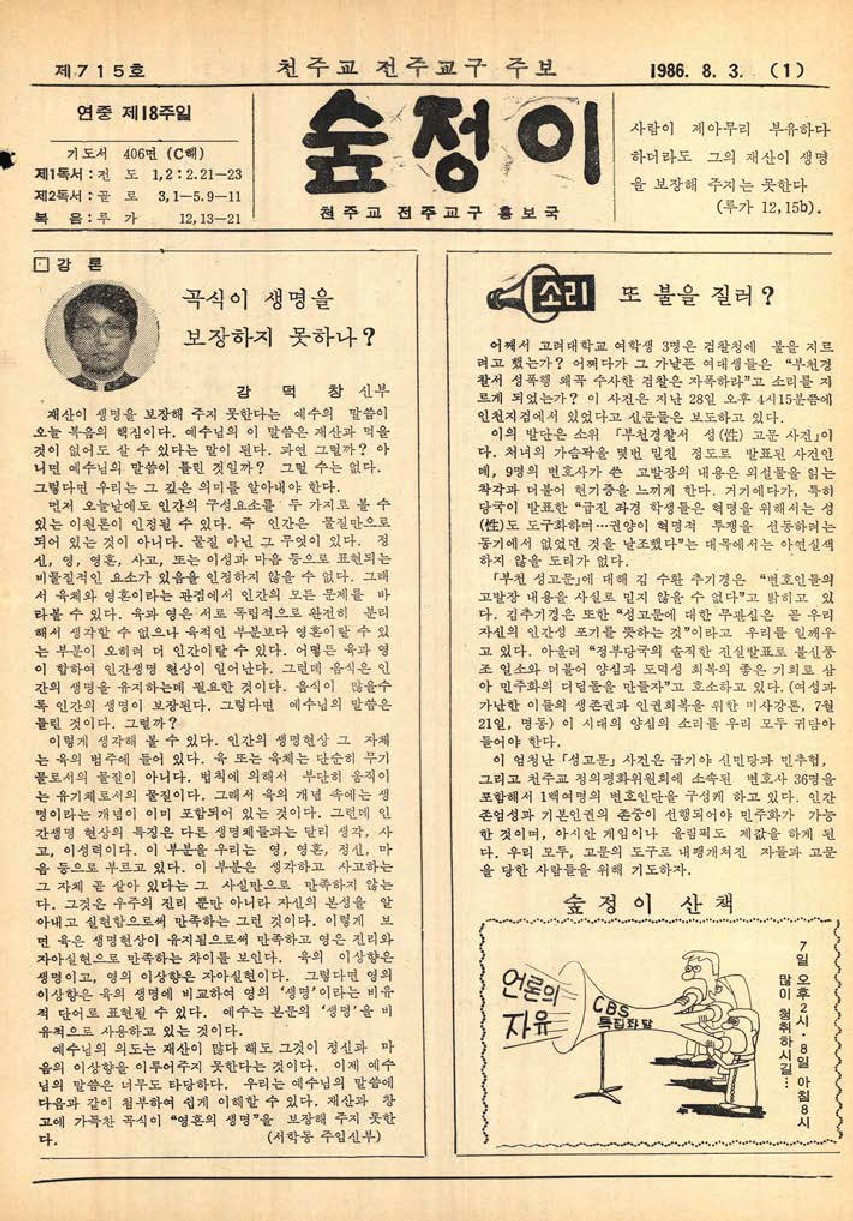 제715호
천주교 전주교구 주보
1986. 8. 3. (1)
연중 제18주일
기도서 406면 (C해)
제1독서 : 전 도 1,2 : 2.21—23
제2독서 : 골 로 3,1—5.9—11
복 음 : 루 가 12,13—21
숲정이
천주교 전주교구 홍보국
사람이 제아무리 부유하다
하더라도 그의 재산이 생명
을 보장해 주지는 못한다
(루가 12,15b).
강 론
곡식이 생명을
보장하지 못하나?
강 덕 창 신부
재산이 생명을 보장해 주지 못한다는 예수의 말씀이
오늘 복음의 핵심이다. 예수님의 이 말씀은 재산과 먹을
것이 없어도 살 수 있다는 말이 된다. 과연 그럴까? 아
니면 예수님의 말씀이 틀린 것일까? 그럴 수는 없다.
그렇다면 우리는 그 깊은 의미를 알아내야 한다.
먼저 오늘날에도 인간의 구성요소를 두 가지로 볼 수
있는 이원론이 인정될 수 있다. 즉 인간은 물질만으로
되어 있는 것이 아니다. 물질 아닌 그 무엇이 있다. 정
신, 영, 영혼, 사고, 또는 이성과 마음 등으로 표현되는
비물질적인 요소가 있음을 인정하지 않을 수 없다. 그래
서 육체와 영혼이라는 관점에서 인간의 모든 문제를 바
라볼 수 있다. 육과 영은 서로 독립적으로 완전히 분리
해서 생각할 수 없으나 육적인 부분보다 영혼이랄 수 있
는 부분이 오히려 더 인간이랄 수 있다. 어떻든 육과 영
이 합하여 인간생명 현상이 일어난다. 그런데 음식은 인
간의 생명을 유지하는데 필요한 것이다. 음식이 많을수
록 인간의 생명이 보장된다. 그렇다면 예수님의 말씀은
틀린 것이다. 그럴까?
이렇게 생각해 볼 수 있다. 인간의 생명현상 그 자체
는 육의 범주에 들어 있다. 육 또는 육체는 단순히 무기
물로서의 물질이 아니다. 법칙에 의해서 부단히 움직이
는 유기체로서의 물질이다. 그래서 육의 개념 속에는 생
명이라는 개념이 이미 포함되어 있는 것이다. 그런데 인
간생명 현상의 특징은 다른 생명체들과는 달리 생각, 사
고, 이성력이다. 이 부분을 우리는 영, 영혼, 정신, 마
음 등으로 부르고 있다. 이 부분은 생각하고 사고하는
그 자체 곧 살아 있다는 그 사실만으로 만족하지 않는
다. 그것은 우주의 진리 뿐만 아니라 자신의 본성을 알
아내고 실현함으로써 만족하는 그런 것이다. 이렇게 보
면 육은 생명현상이 유지됨으로써 만족하고 영은 진리와
자아실현으로 만족하는 차이를 보인다. 육의 이상향은
생명이고, 영의 이상향은 자아실현이다. 그렇다면 영의
이상향은 육의 생명에 비교하여 영의 '생명'이라는 비유
적 단어로 표현될 수 있다. 예수는 본문의 '생명'을 비
유적으로 사용하고 있는 것이다.
예수님의 의도는 재산이 많다 해도 그것이 정신과 마
음의 이상향을 이루어주지 못한다는 것이다. 이제 예수
님의 말씀은 너무도 타당하다. 우리는 예수님의 말씀에
다음과 같이 첨부하여 쉽게 이해할 수 있다. 재산과 창
고에 가득찬 곡식이 “영혼의 생명”을 보장해 주지 못한
다. (서학동 주임신부)
소리 또 불을 질러?
어째서 고려대학교 여학생 3명은 검찰청에 불을 지르
려고 했는가? 어쩌다가 그 가냘픈 여대생들은 “부천경
찰서 성폭행 왜곡 수사한 검찰은 자폭하라”고 소리를 지
르게 되었는가? 이 사건은 지난 28일 오후 4시15분쯤에
인천지검에서 있었다고 신문들은 보도하고 있다.
이의 발단은 소위 「부천경찰서 성(性) 고문 사건」이
다. 처녀의 가슴팍을 몇번 밀친 정도로 발표된 사건인
데, 9명의 변호사가 쓴 고발장의 내용은 외설물을 읽는
착각과 더불어 현기증을 느끼게 한다. 거기에다가, 특히
당국이 발표한 “급진 좌경 학생들은 혁명을 위해서는 성
(性)도 도구화하며…권양이 혁명적 투쟁을 선동하려는
동기에서 없었던 것을 날조했다”는 대목에서는 아연실색
하지 않을 도리가 없다.
「부천 성고문」에 대해 김 수환 추기경은 “변호인들의
고발장 내용을 사실로 믿지 않을 수 없다”고 밝히고 있
다. 김추기경은 또한 “성고문에 대한 무관심은 곧 우리
자신의 인간성 포기를 뜻하는 것”이라고 우리를 일깨우
고 있다. 아울러 “정부당국의 솔직한 진실발표로 불신풍
조 일소와 더불어 양심과 도덕성 회복의 좋은 기회로 삼
아 민주화의 디딤돌을 만들자”고 호소하고 있다. (여성과
가난한 이들의 생존권과 인권회복을 위한 미사강론, 7월
21일, 명동) 이 시대의 양심의 소리를 우리 모두 귀담아
들어야 한다.
이 엄청난 「성고문」 사건은 급기야 신민당과 민추협,
그리고 천주교 정의평화위원회에 소속된 변호사 36명을
포함해서 1백여명의 변호인단을 구성케 하고 있다. 인간
존엄성과 기본인권의 존중이 선행되어야 민주화가 가능
한 것이며, 아시안 게임이나 올림픽도 제값을 하게 된
다. 우리 모두, 고문의 도구로 내팽개쳐진 자들과 고문
을 당한 사람들을 위해 기도하자.
숲 정 이 산 책
언론의
자유
CBS
특집좌담
7일 오후2시·8일 아침8시
많이 청취하시길…